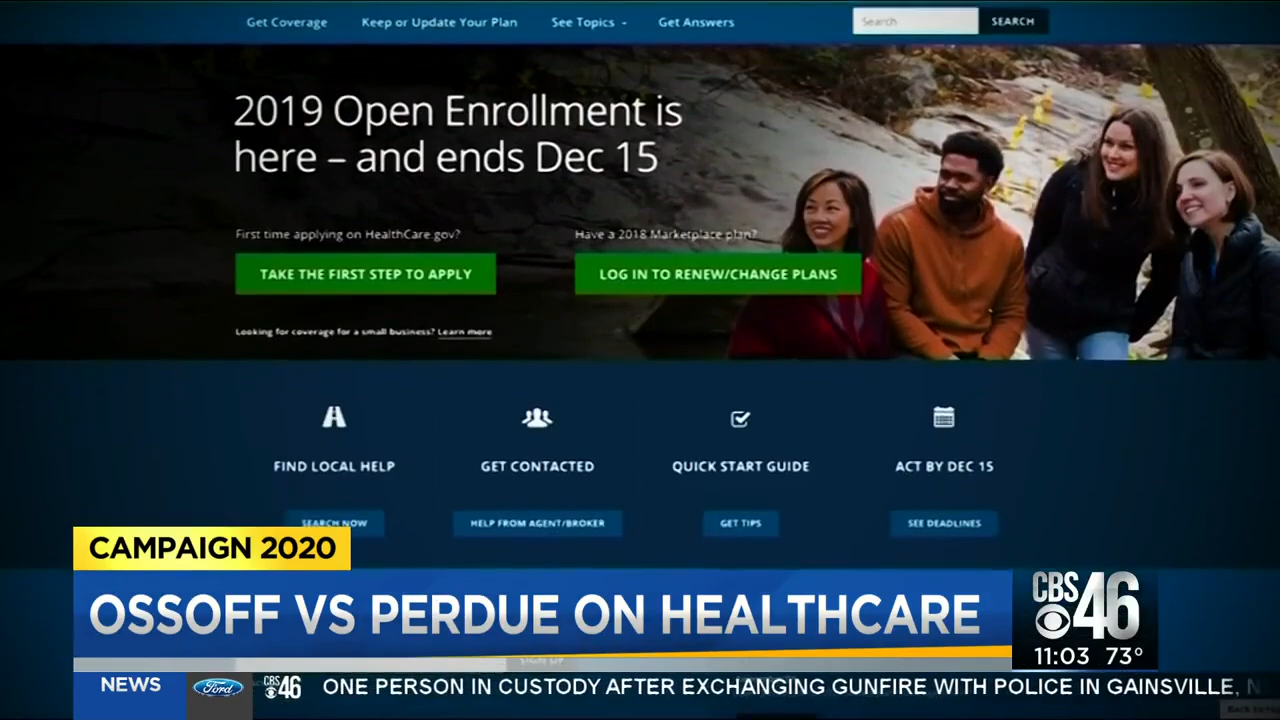 Get Coverage Keep or Update Your Plan See Topics Get Answers Search SEARCH
2019 Open Enrollment is
here – and ends Dec 15
First time applying on HealthCare.gov? Have a 2018 Marketplace plan?
TAKE THE FIRST STEP TO APPLY LOG IN TO RENEW/CHANGE PLANS
Looking for coverage for a small business? Learn more
FIND LOCAL HELP GET CONTACTED QUICK START GUIDE ACT BY DEC 15
SEARCH NOW HELP FROM AGENT/BROKER GET TIPS SEE DEADLINES
CAMPAIGN 2020
OSSOFF VS PERDUE ON HEALTHCARE
CBS 46
11:03 73°
SIGN UP
NEWS Ford CBS 46 ONE PERSON IN CUSTODY AFTER EXCHANGING GUNFIRE WITH POLICE IN GAINSVILLE, N